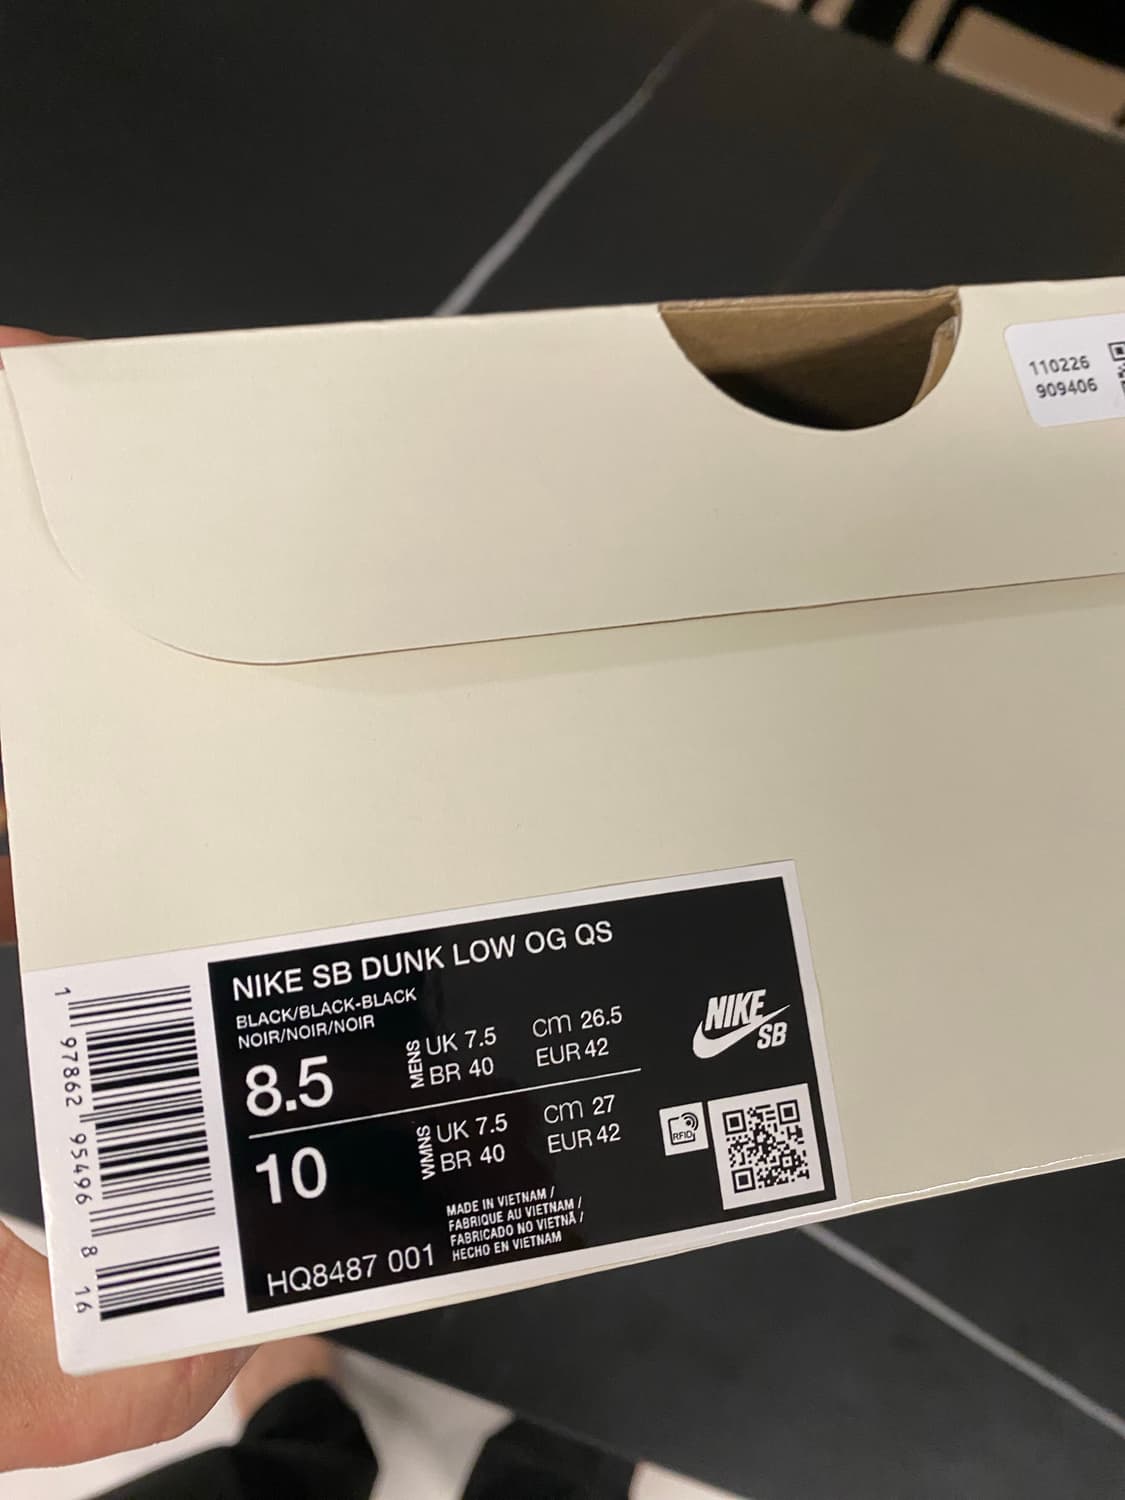 110226
909406
NIKE SB DUNK LOW OG QS
BLACK/BLACK-BLACK
NOIR/NOIR/NOIR
8.5 MENS UK 7.5 cm 26.5
BR 40 EUR 42
10 WMNS UK 7.5 cm 27
BR 40 EUR 42
MADE IN VIETNAM /
FABRIQUE AU VIETNAM /
FABRICADO NO VIETNÃ /
HECHO EN VIETNAM
HQ8487 001
NIKE
SB
RFID
1 97862 95496 8 16